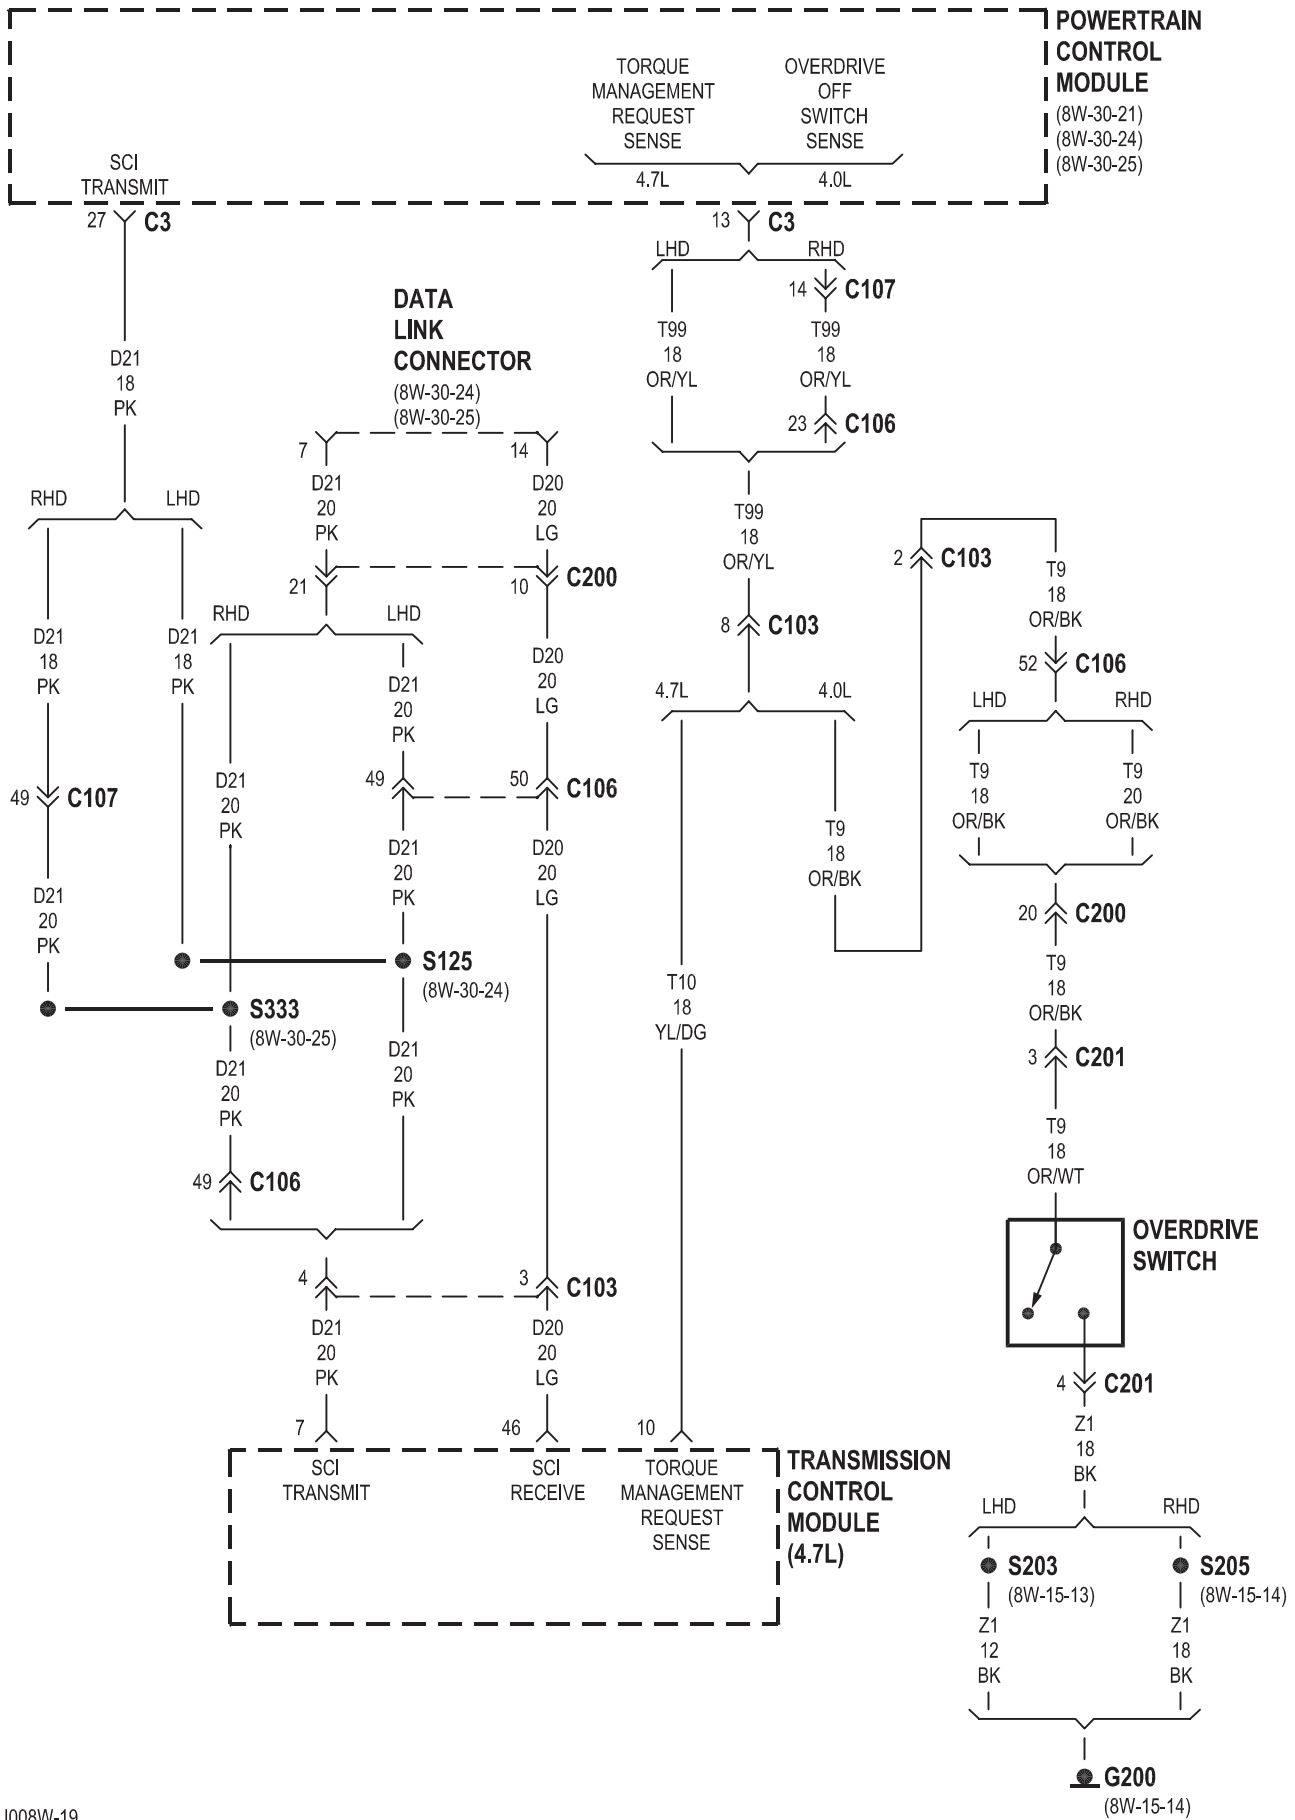 POWERTRAIN
CONTROL
MODULE
(8W-30-21)
(8W-30-24)
(8W-30-25)
TORQUE
MANAGEMENT
REQUEST
SENSE
OVERDRIVE
OFF
SWITCH
SENSE
4.7L
4.0L
SCI
TRANSMIT
27
C3
13
C3
LHD
RHD
14
C107
T99
18
OR/YL
T99
18
OR/YL
23
C106
DATA
LINK
CONNECTOR
(8W-30-24)
(8W-30-25)
D21
18
PK
7
14
D21
20
PK
D20
20
LG
RHD
LHD
21
10
C200
T99
18
OR/YL
8
C103
2
C103
T9
18
OR/BK
52
C106
RHD
LHD
D21
18
PK
D21
18
PK
D21
20
PK
D20
20
LG
4.7L
4.0L
LHD
RHD
T9
18
OR/BK
T9
20
OR/BK
49
C107
D21
20
PK
49
50
C106
D21
20
PK
D21
20
PK
D20
20
LG
T9
18
OR/BK
20
C200
T9
18
OR/BK
S125
(8W-30-24)
S333
(8W-30-25)
T10
18
YL/DG
3
C201
D21
20
PK
D21
20
PK
T9
18
OR/WT
49
C106
OVERDRIVE
SWITCH
4
3
C103
D21
20
PK
D20
20
LG
4
C201
Z1
18
BK
7
46
10
SCI
TRANSMIT
SCI
RECEIVE
TORQUE
MANAGEMENT
REQUEST
SENSE
TRANSMISSION
CONTROL
MODULE
(4.7L)
LHD
RHD
S203
(8W-15-13)
S205
(8W-15-14)
Z1
12
BK
Z1
18
BK
G200
(8W-15-14)
J008W-19